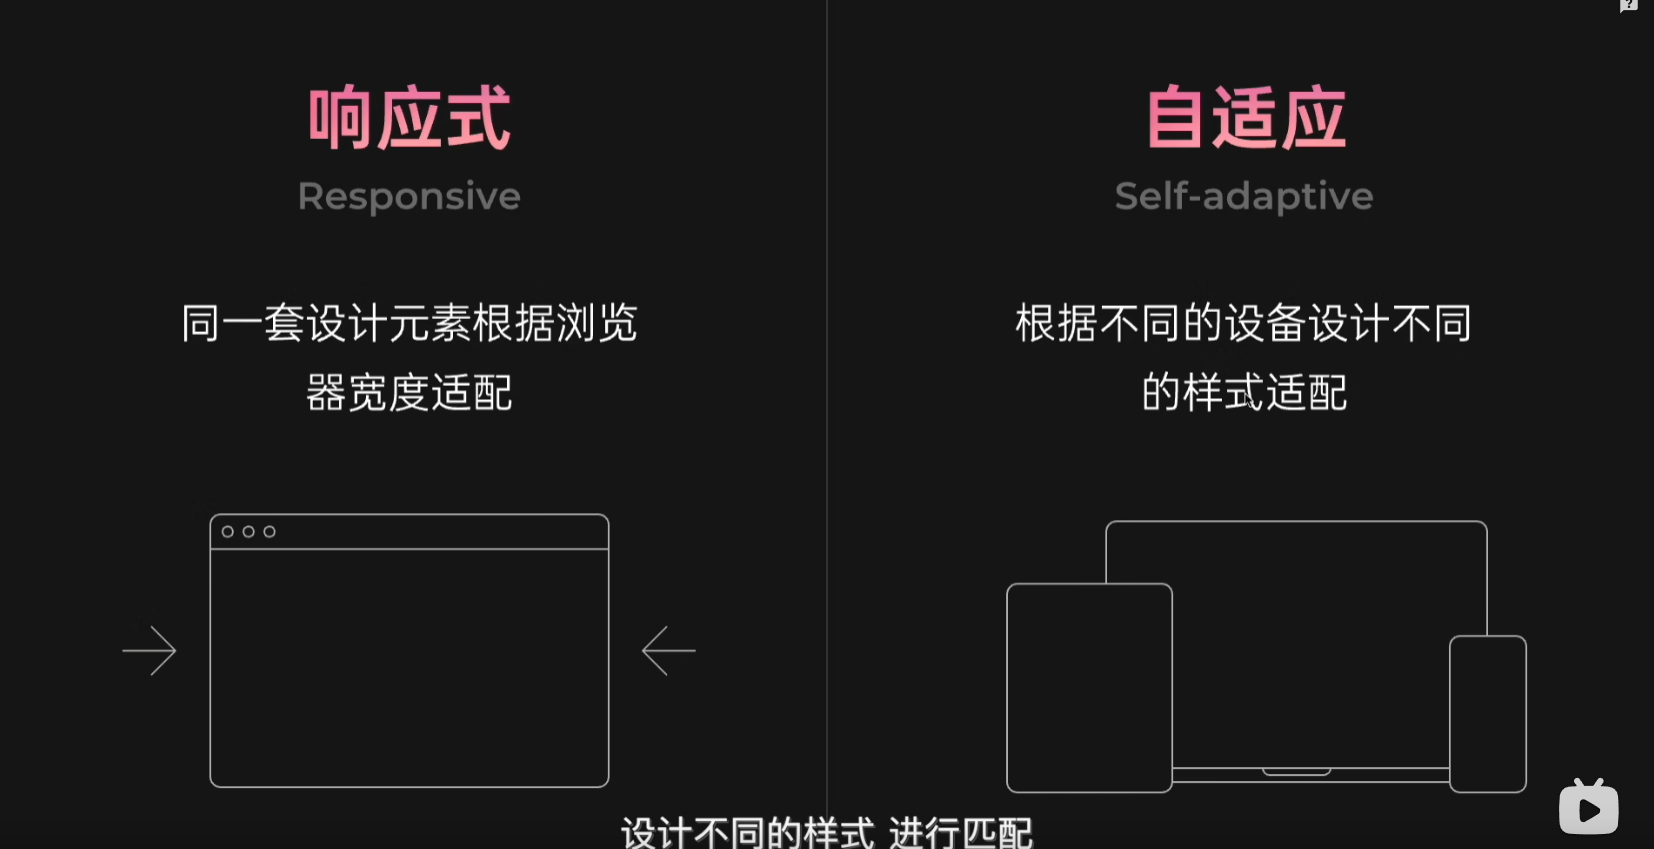 响应式
Responsive
同一套设计元素根据浏览
器宽度适配
自适应
Self-adaptive
根据不同的设备设计不同
的样式适配
设计不同的样式 进行匹配
?